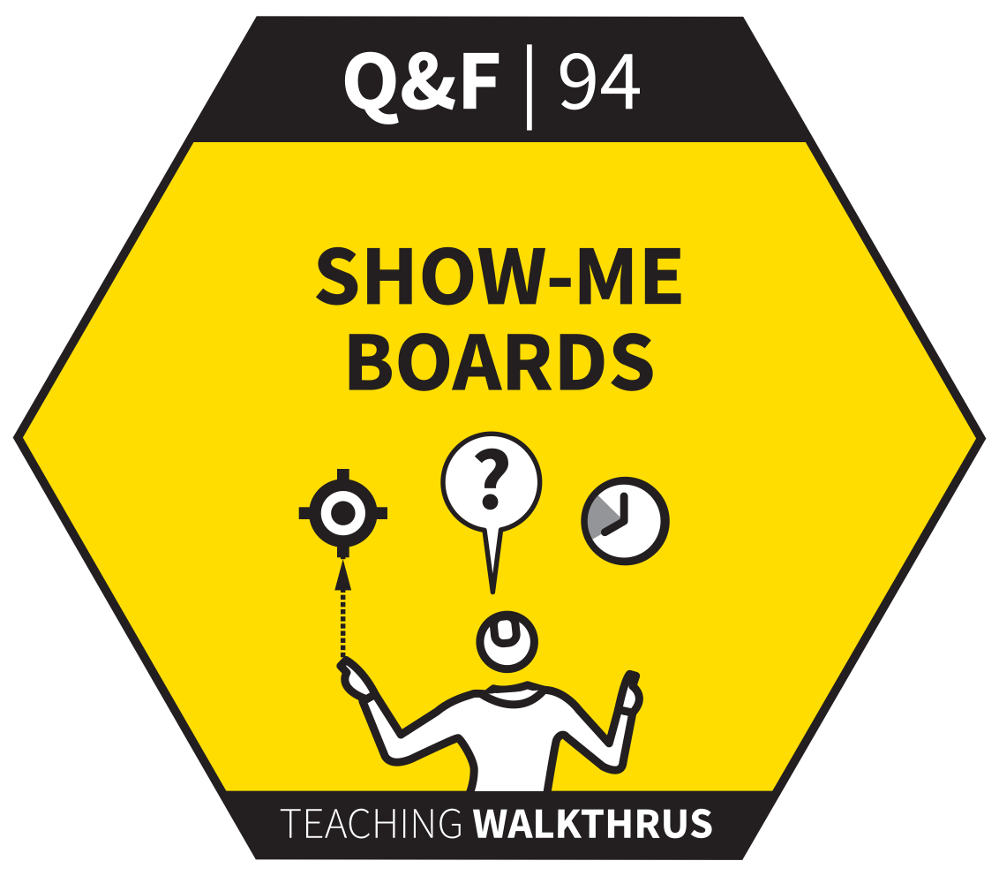 Q&F | 94
SHOW-ME
BOARDS
?
TEACHING WALKTHRUS